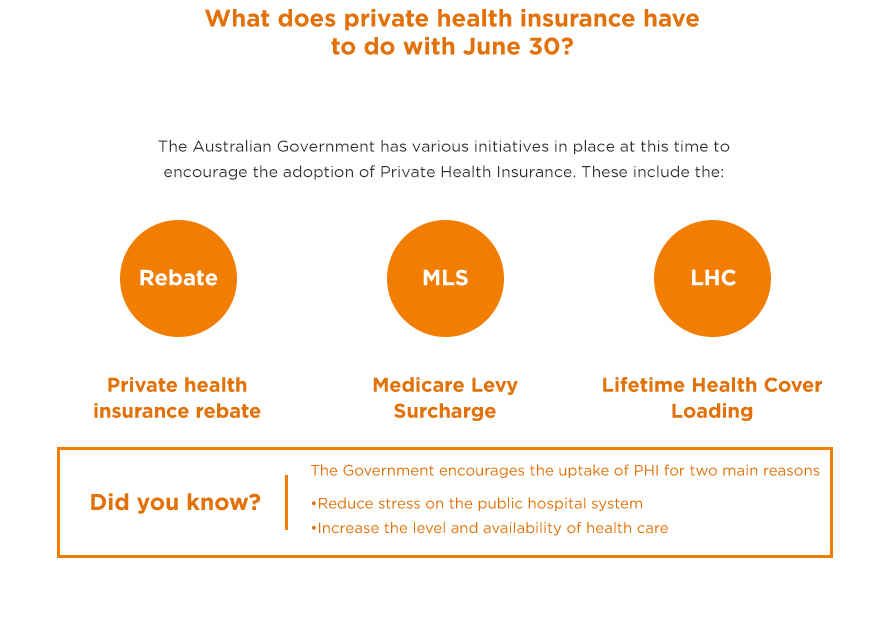 What does private health insurance have
to do with June 30?
The Australian Government has various initiatives in place at this time to
encourage the adoption of Private Health Insurance. These include the:
Rebate
MLS
LHC
Private health
insurance rebate
Medicare Levy
Surcharge
Lifetime Health Cover
Loading
Did you know?
The Government encourages the uptake of PHI for two main reasons
•Reduce stress on the public hospital system
•Increase the level and availability of health care